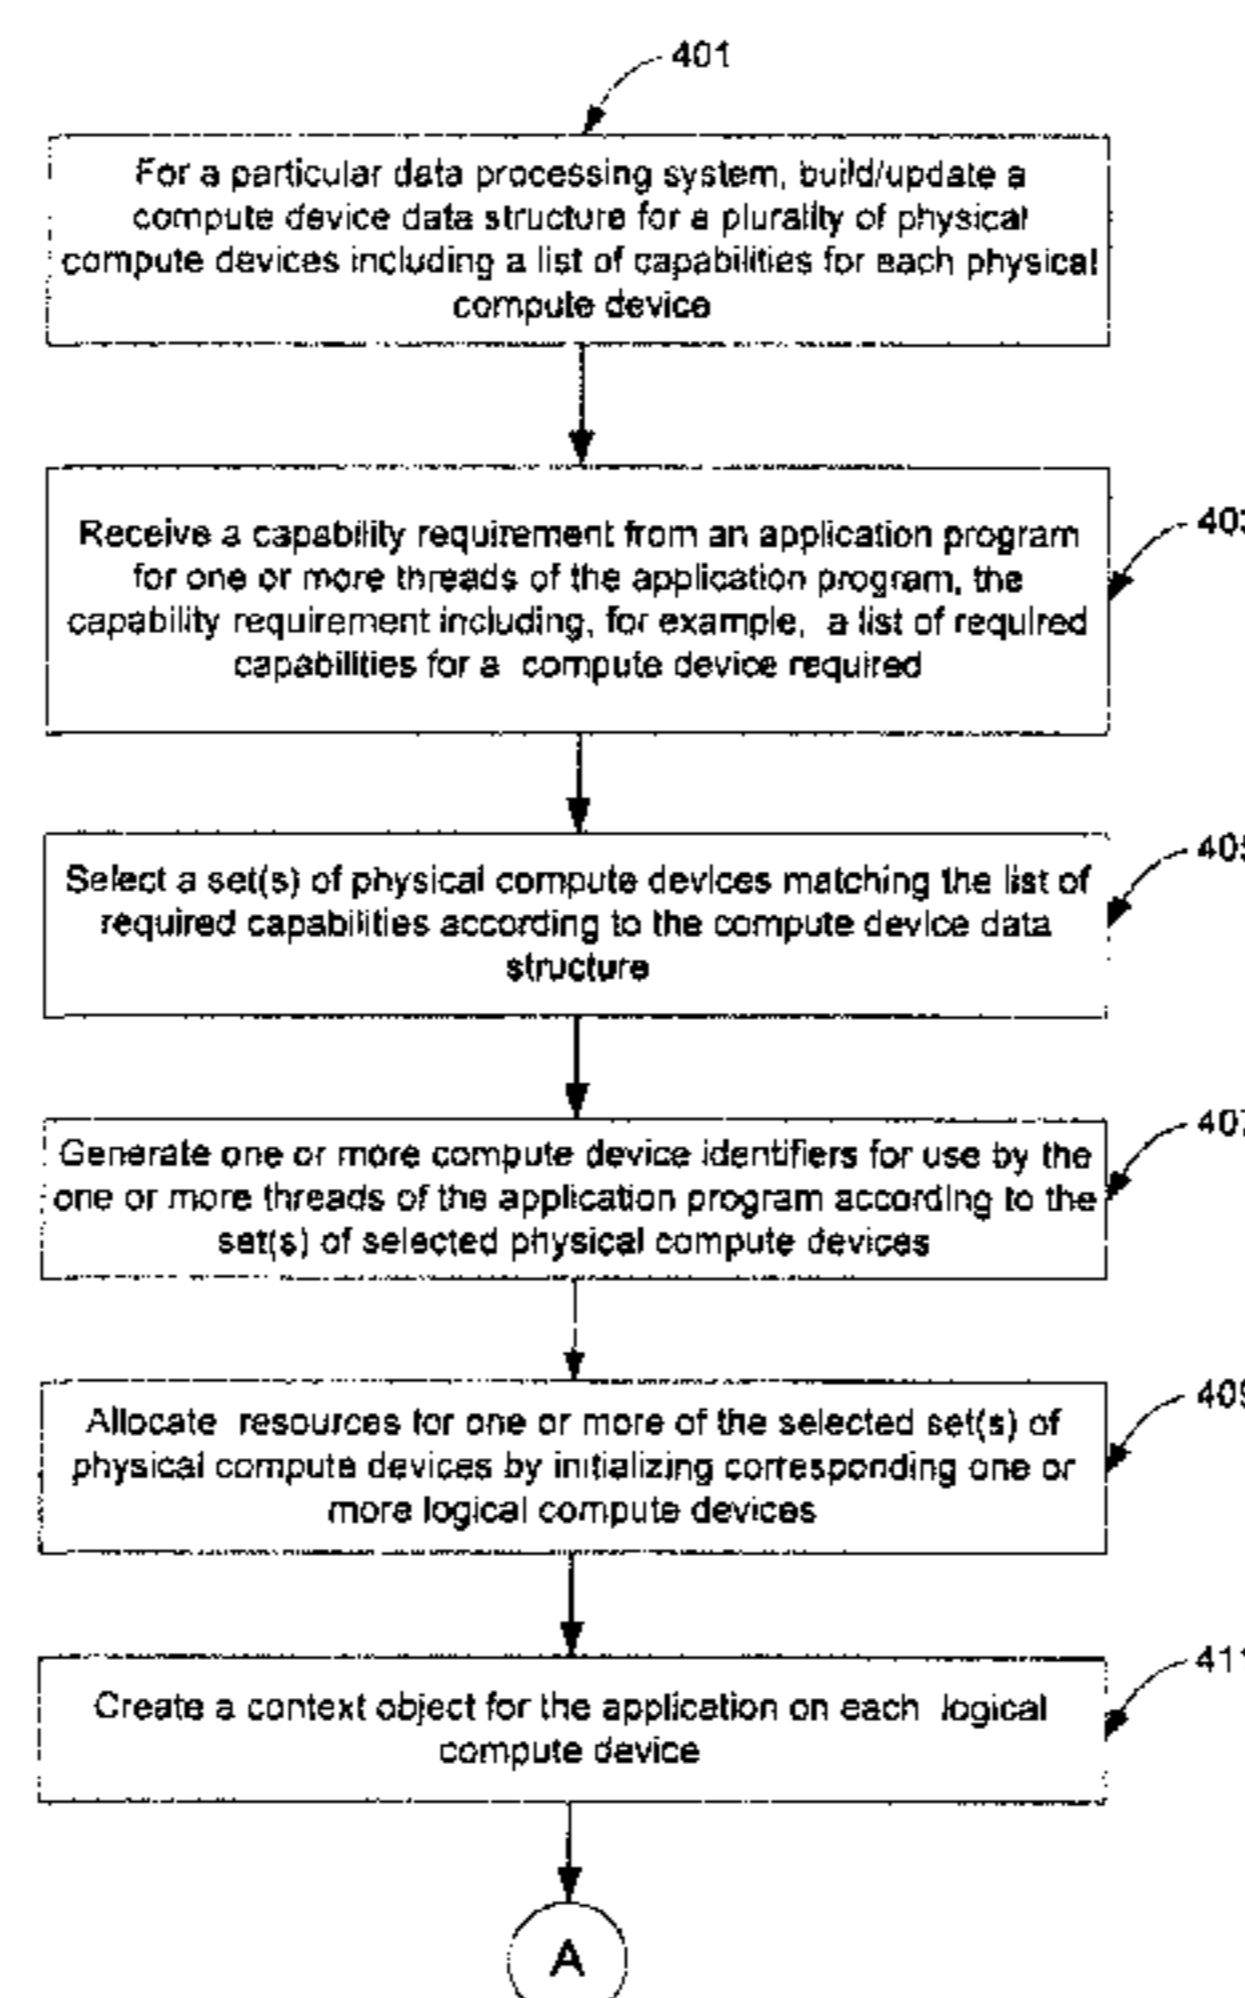 401
For a particular data processing system, build/update a
compute device data structure for a plurality of physical
compute devices including a list of capabilities for each physical
compute device
Receive a capability requirement from an application program
for one or more threads of the application program, the
capability requirement including, for example, a list of required
capabilities for a compute device required
403
Select a set(s) of physical compute devices matching the list of
required capabilities according to the compute device data
structure
405
Generate one or more compute device identifiers for use by the
one or more threads of the application program according to the
set(s) of selected physical compute devices
407
Allocate resources for one or more of the selected set(s) of
physical compute devices by initializing corresponding one or
more logical compute devices
409
Create a context object for the application on each logical
compute device
411
A